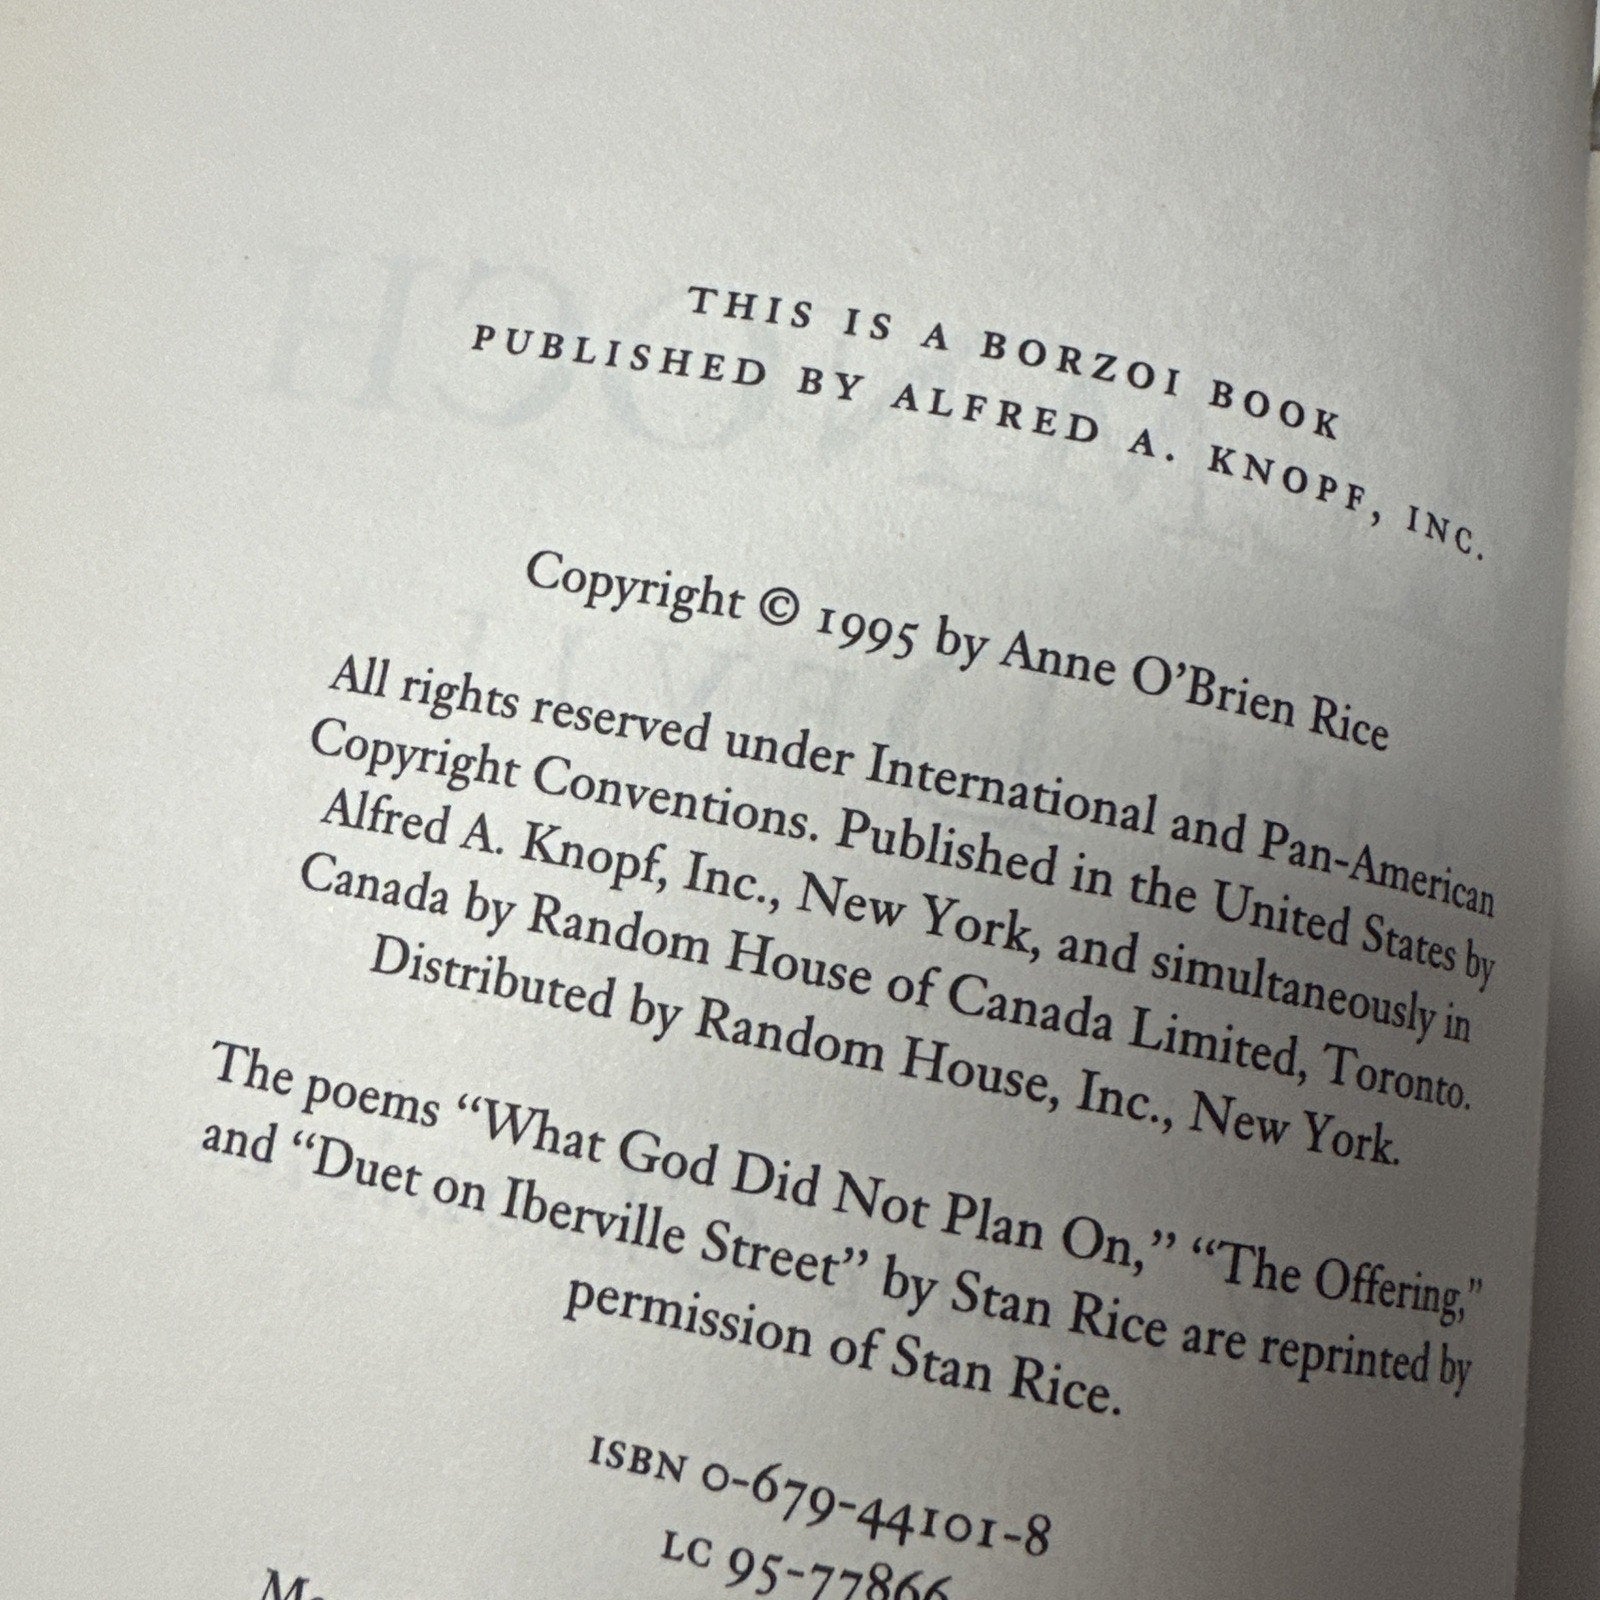 THIS IS A BORZOI BOOK
PUBLISHED BY ALFRED A. KNOPF, INC.
Copyright © 1995 by Anne O'Brien Rice
All rights reserved under International and Pan-American
Copyright Conventions. Published in the United States by
Alfred A. Knopf, Inc., New York, and simultaneously in
Canada by Random House of Canada Limited, Toronto.
Distributed by Random House, Inc., New York.
The poems “What God Did Not Plan On,” “The Offering,”
and “Duet on Iberville Street” by Stan Rice are reprinted by
permission of Stan Rice.
ISBN 0-679-44101-8
LC 95-77866